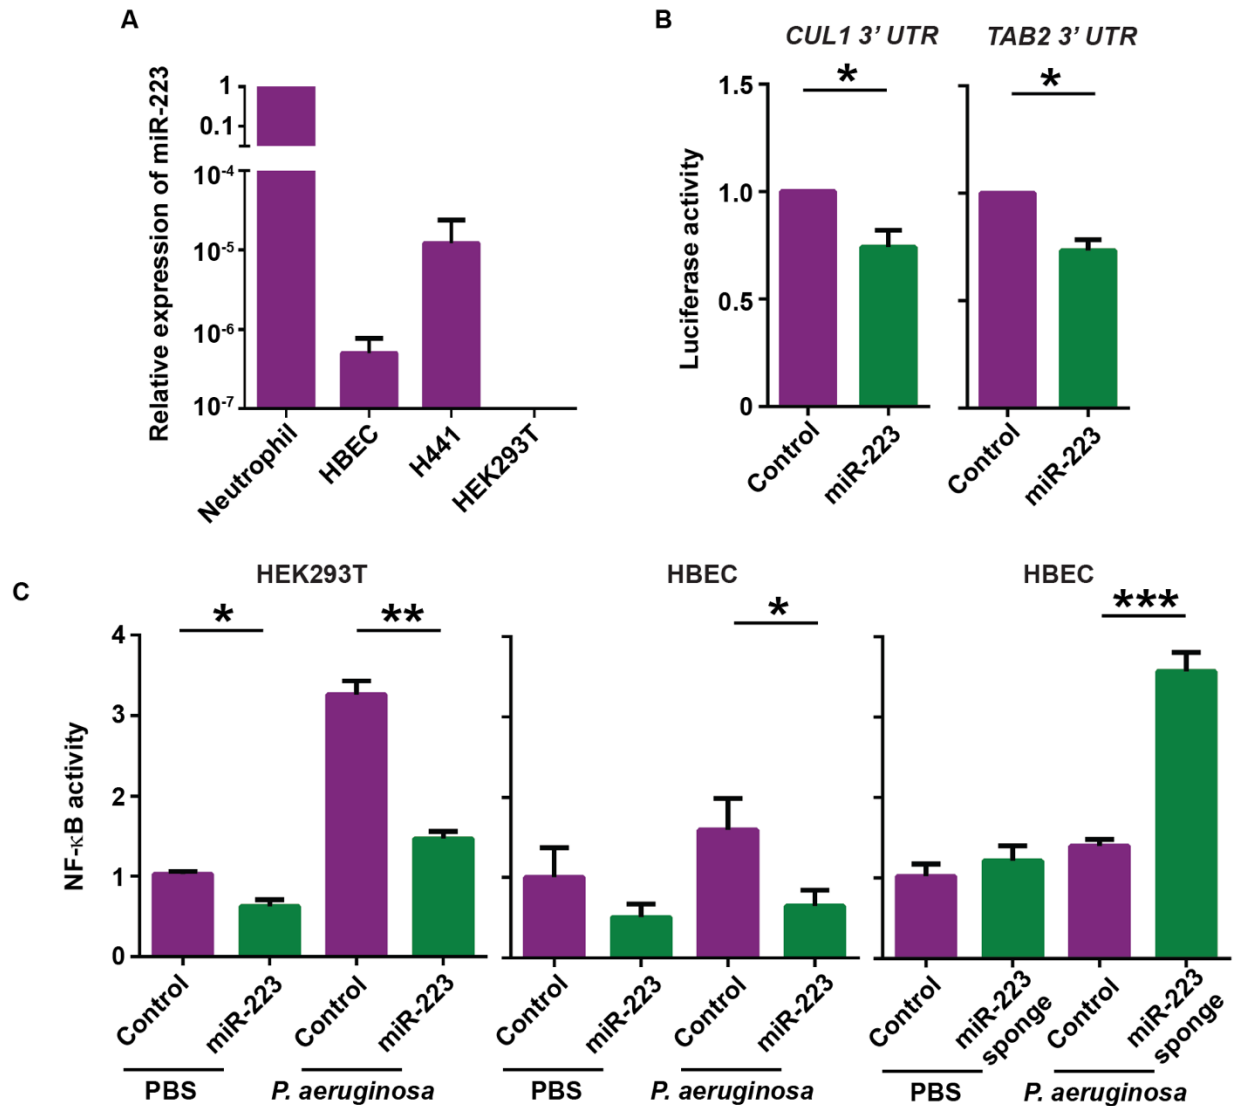 A
Relative expression of miR-223
1
0.1
10-4
10-5
10-6
10-7
Neutrophil
HBEC
H441
HEK293T
B
CUL1 3’ UTR
TAB2 3’ UTR
*
*
Luciferase activity
1.5
1.0
0.5
0
Control
miR-223
Control
miR-223
C
HEK293T
HBEC
HBEC
*
**
*
***
NF-κB activity
4
3
2
1
0
Control
miR-223
Control
miR-223
Control
miR-223
Control
miR-223
Control
miR-223
sponge
Control
miR-223
sponge
PBS
P. aeruginosa
PBS
P. aeruginosa
PBS
P. aeruginosa